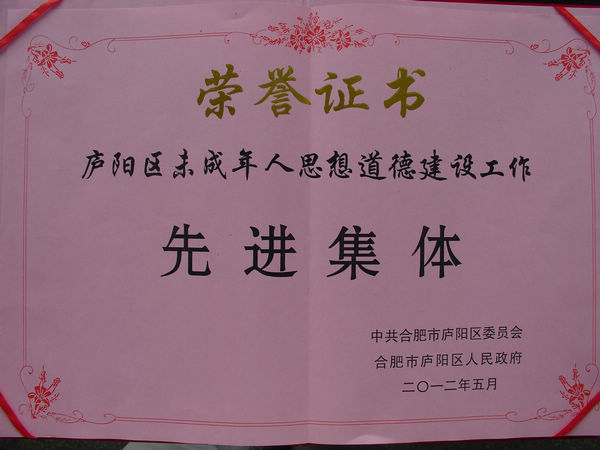 荣誉证书
庐阳区未成年人思想道德建设工作
先进集体
中共合肥市庐阳区委员会
合肥市庐阳区人民政府
二〇一二年五月